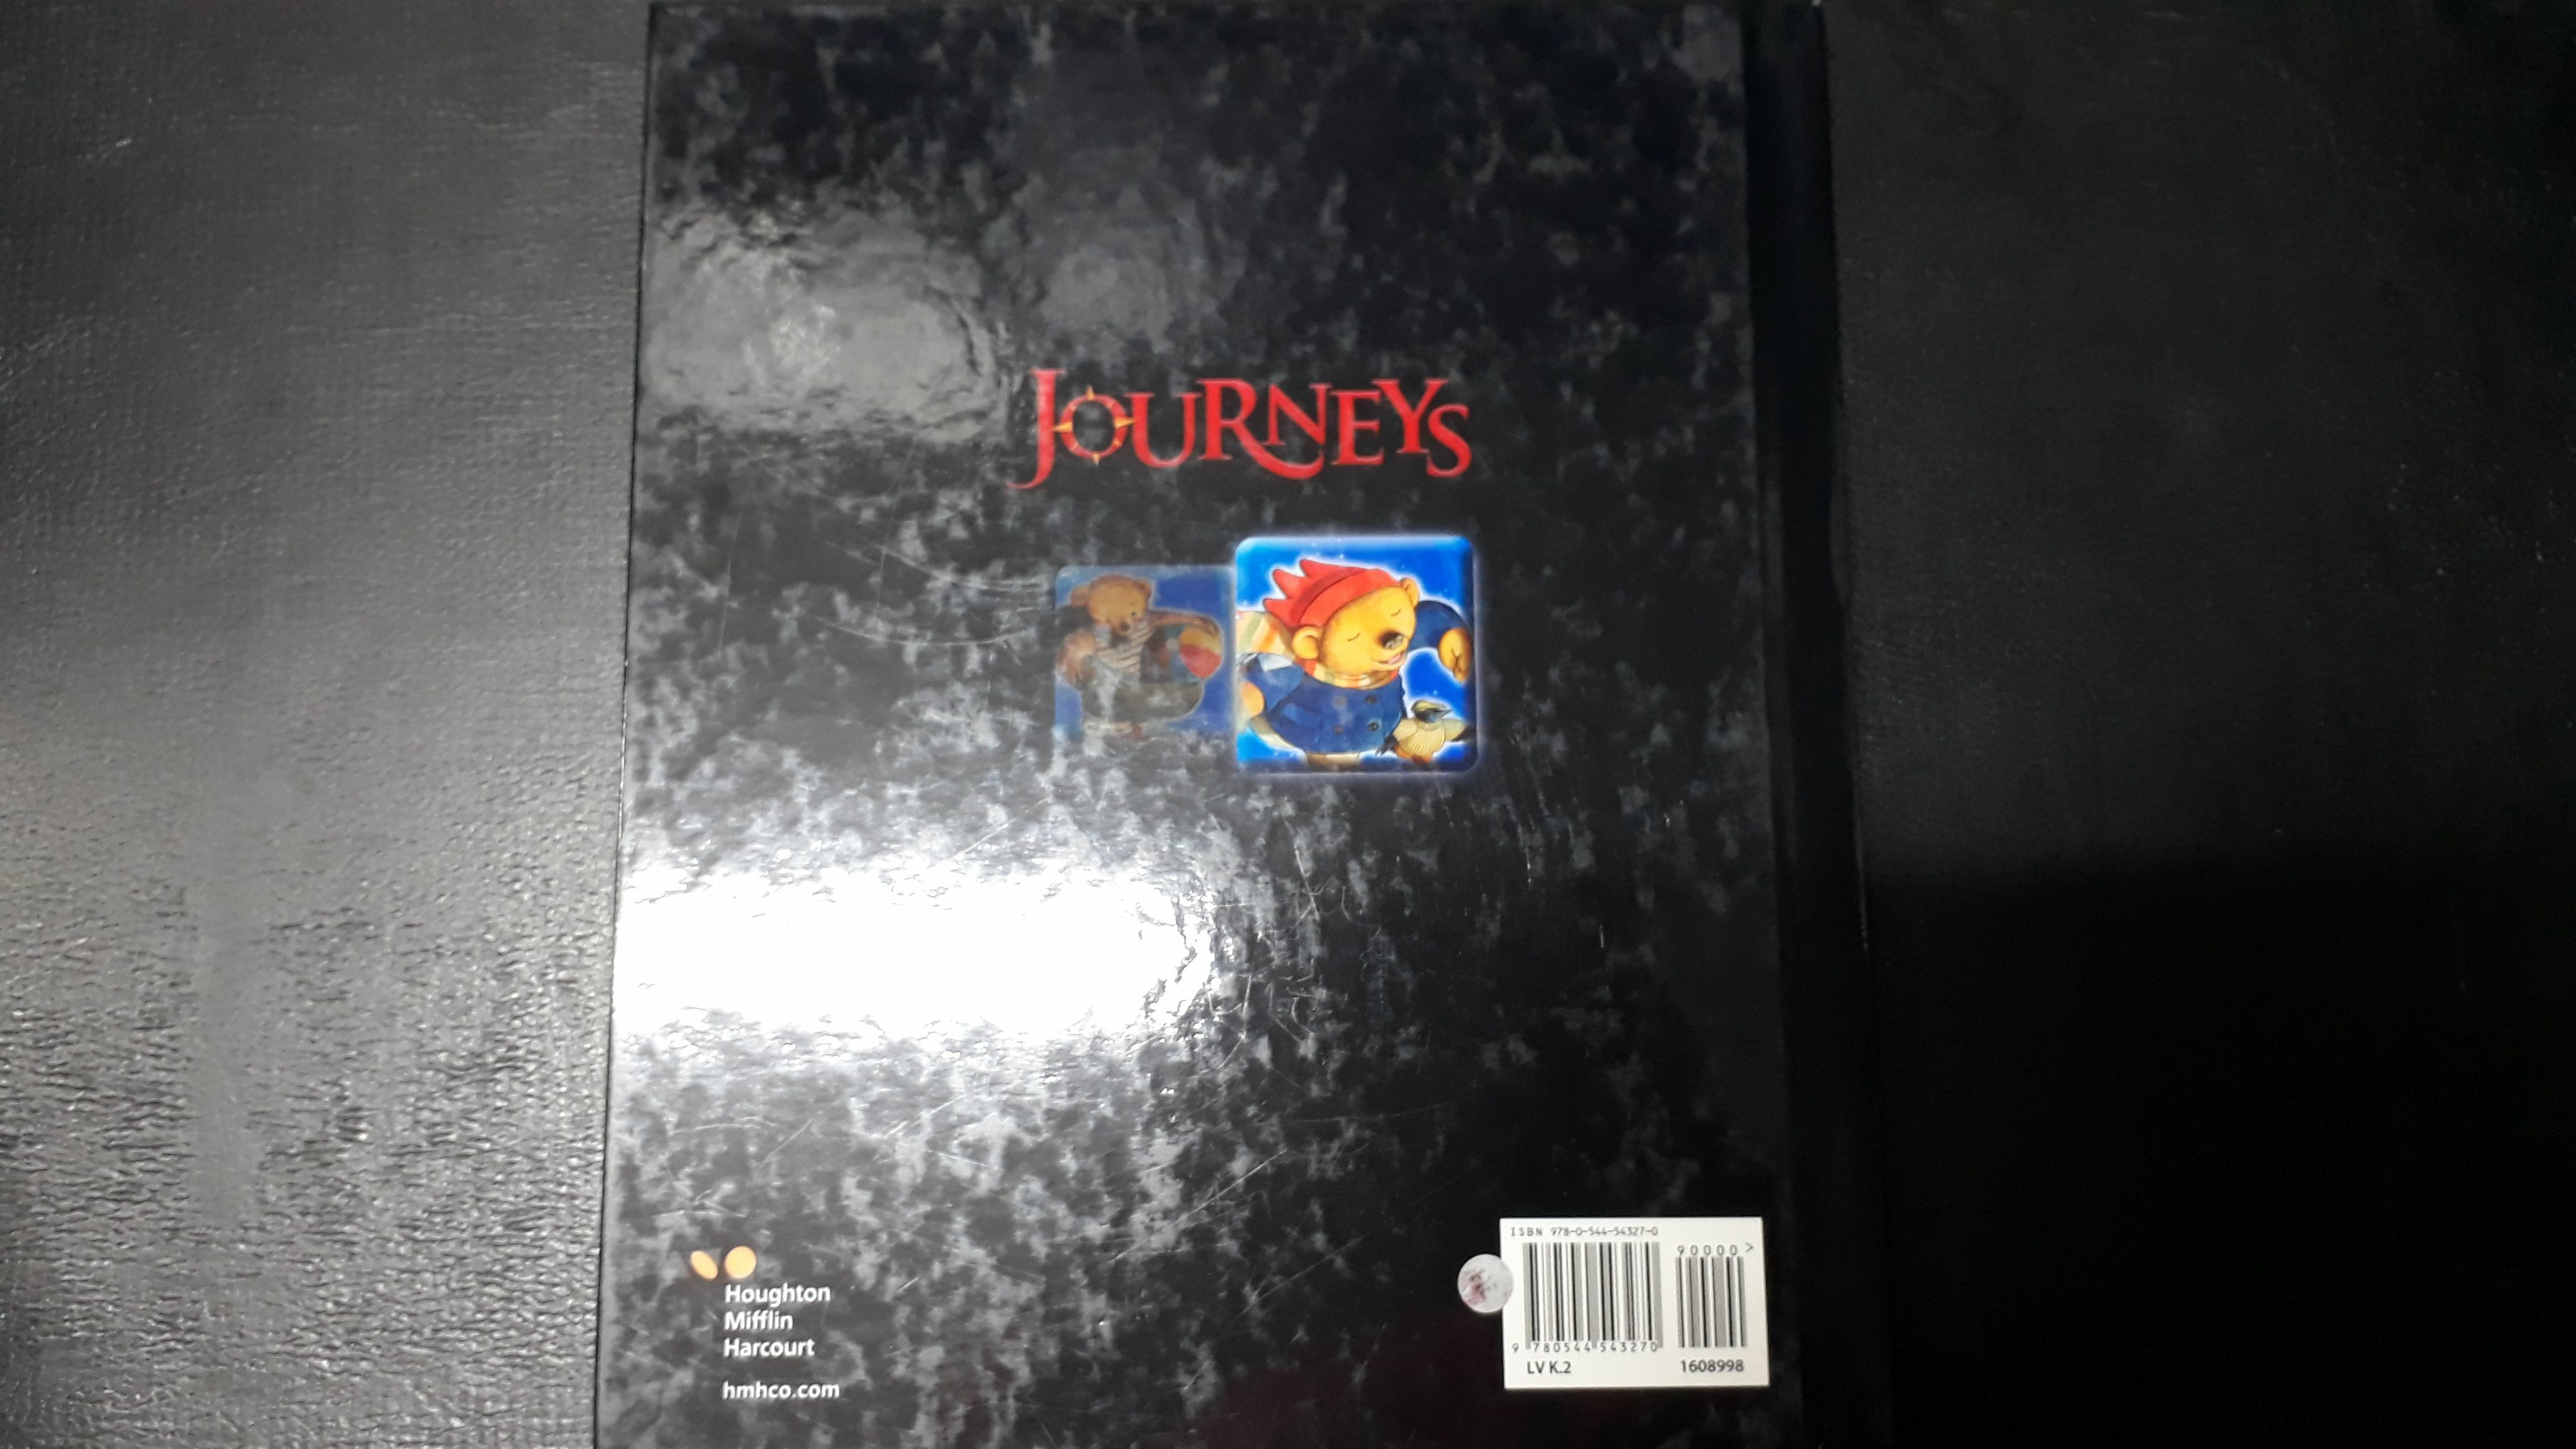 JOURNEYS
Houghton
Mifflin
Harcourt
hmhco.com
ISBN 978-0-544-54327-0
90000>
9 780544 543270
LV K.2 1608998